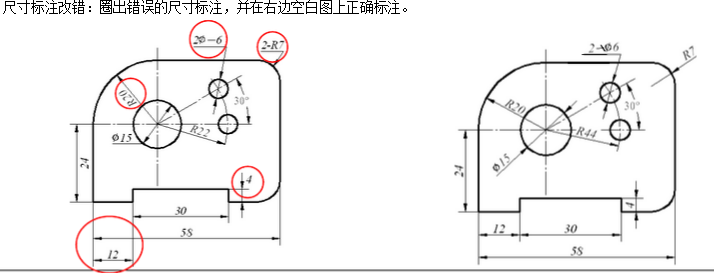 尺寸标注改错：圈出错误的尺寸标注，并在右边空白图上正确标注。
2ϕ-6
2-R7
R20
30°
ϕ15
R22
24
4
30
58
12
2-ϕ6
R7
R20
30°
R44
ϕ15
24
4
12
30
58